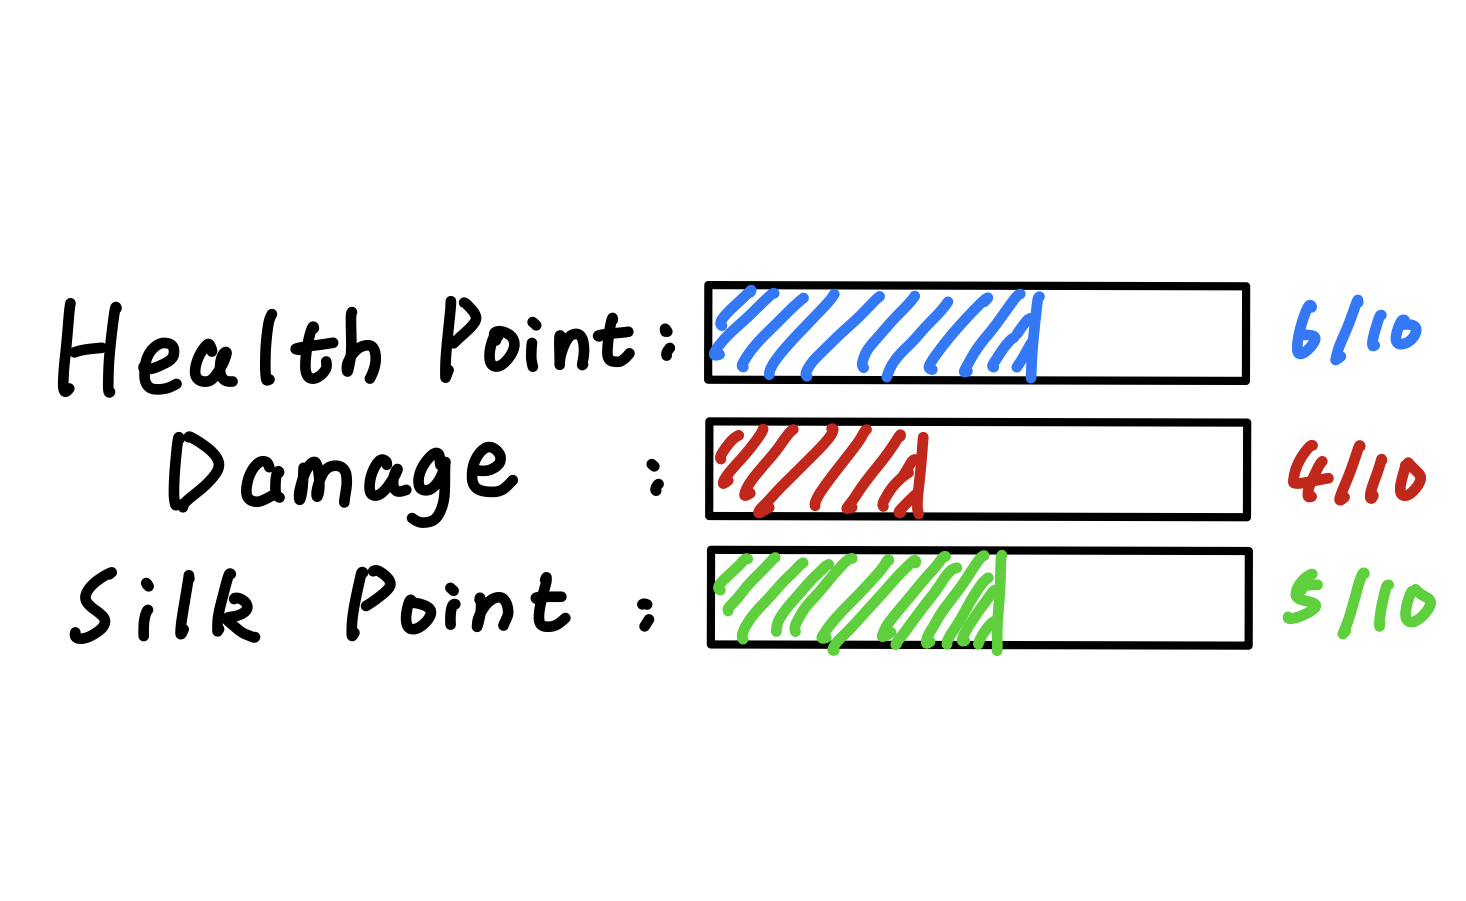 Health Point: 6/10
Damage : 4/10
Silk Point : 5/10